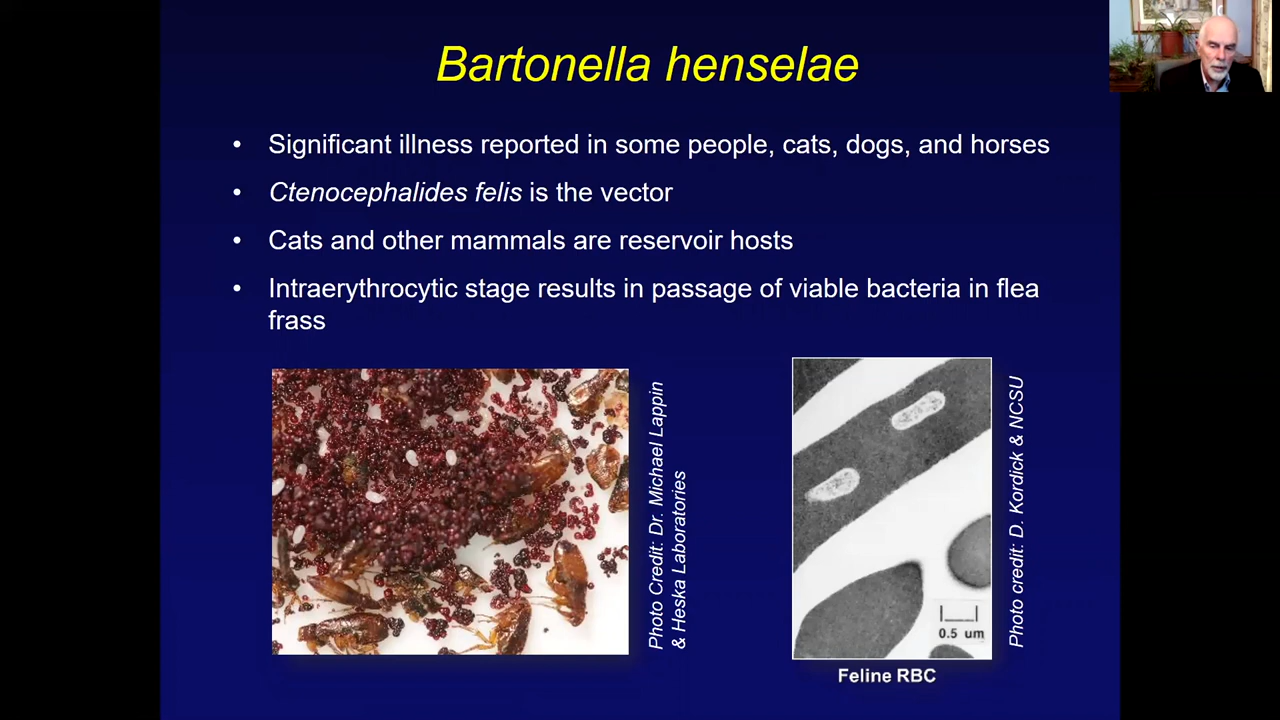 Bartonella henselae
• Significant illness reported in some people, cats, dogs, and horses
• Ctenocephalides felis is the vector
• Cats and other mammals are reservoir hosts
• Intraerythrocytic stage results in passage of viable bacteria in flea
frass
Photo Credit: Dr. Michael Lappin
& Heska Laboratories
0.5 um
Photo credit: D. Kordick & NCSU
Feline RBC